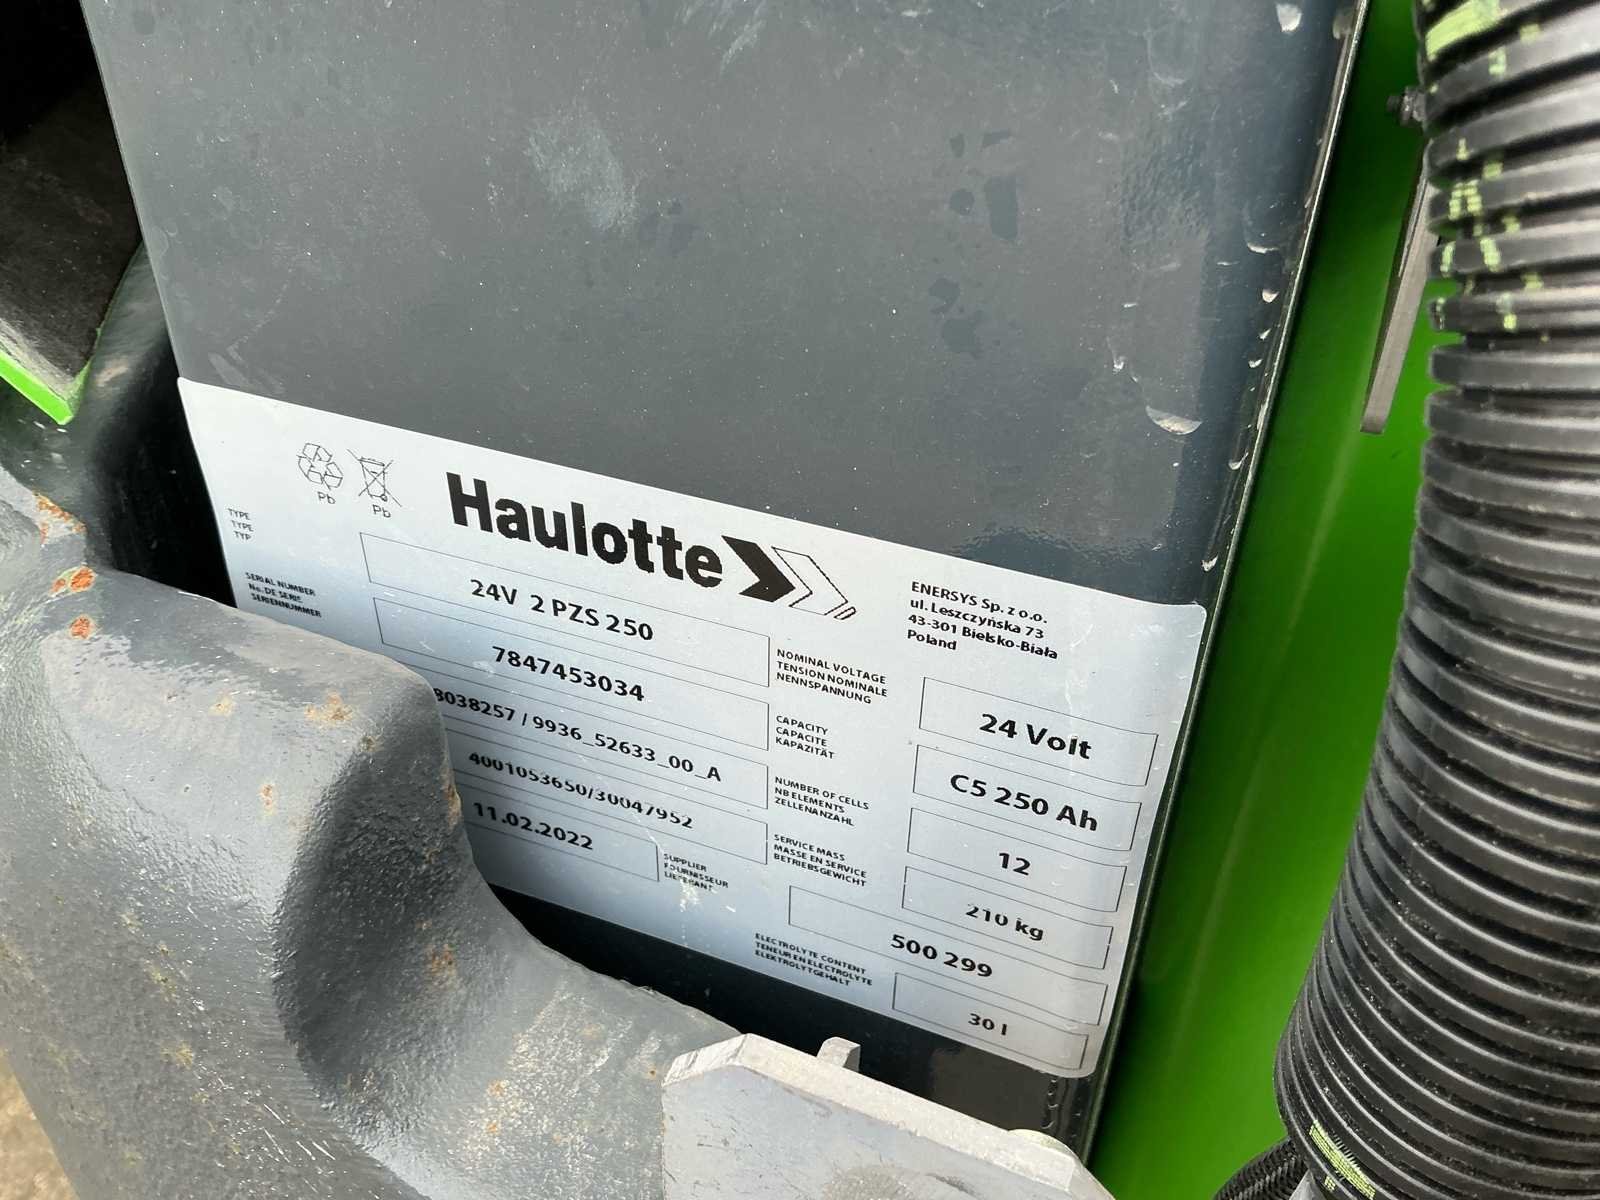 Pb
Pb
Haulotte
ENERSYS Sp. z o.o.
ul. Leszczyńska 73
43-301 Bielsko-Biała
Poland
TYPE
TYPE
TYP
24V 2 PZS 250
SERIAL NUMBER
No. DE SERIE
SERIENNUMMER
7847453034
8038257 / 9936_52633_00_A
4001053650/30047952
11.02.2022
NOMINAL VOLTAGE
TENSION NOMINALE
NENNSPANNUNG
24 Volt
CAPACITY
CAPACITE
KAPAZITÄT
C5 250 Ah
NUMBER OF CELLS
NB ELEMENTS
ZELLENANZAHL
12
SERVICE MASS
MASSE EN SERVICE
BETRIEBSGEWICHT
210 kg
SUPPLIER
FOURNISSEUR
LIEFERANT
500 299
ELECTROLYTE CONTENT
TENEUR EN ELECTROLYTE
ELEKTROLYTGEHALT
30 l